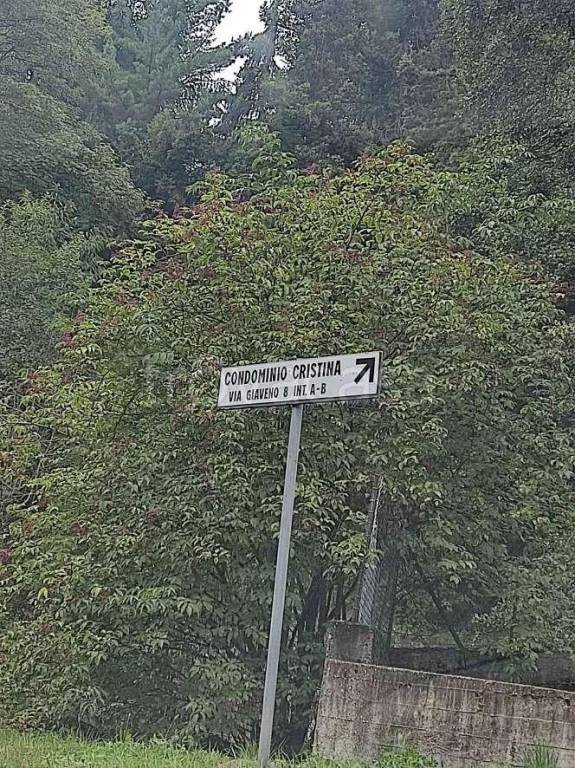 CONDOMINIO CRISTINA
VIA GIAVENO 8 INT. A-B